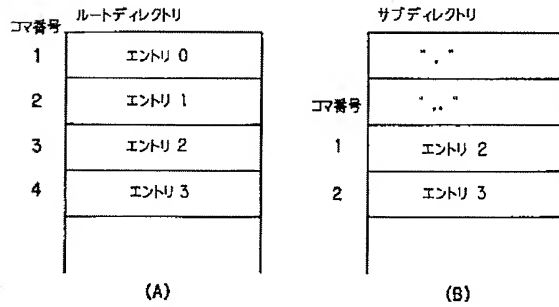 ルートディレクトリ
コマ番号
1 エントリ 0
2 エントリ 1
3 エントリ 2
4 エントリ 3
(A)
サブディレクトリ
“ . ”
コマ番号 “ .. ”
1 エントリ 2
2 エントリ 3
(B)